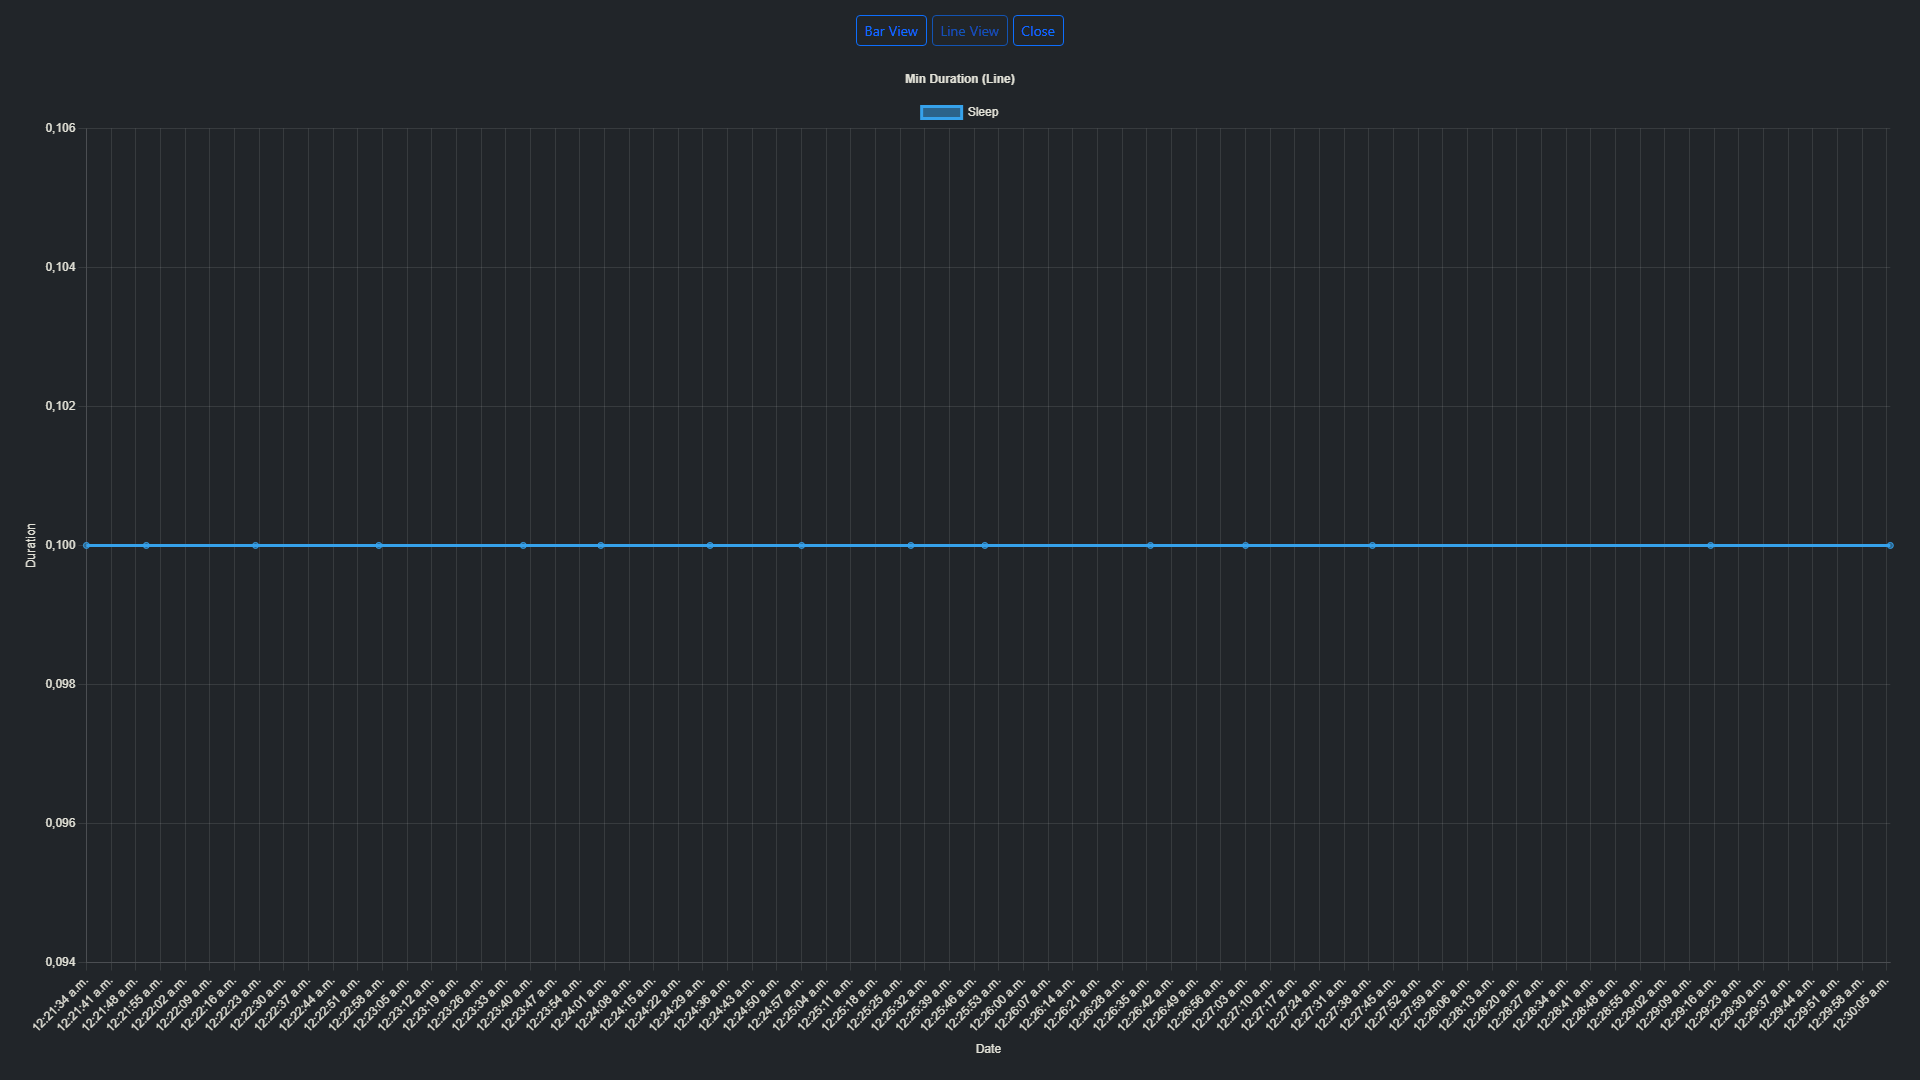 Bar View Line View Close
Min Duration (Line)
Sleep
0,106
0,104
0,102
0,100
0,098
0,096
0,094
Duration
12:21:34 a.m. 12:21:41 a.m. 12:21:48 a.m. 12:21:55 a.m. 12:22:02 a.m. 12:22:09 a.m. 12:22:16 a.m. 12:22:23 a.m. 12:22:30 a.m. 12:22:37 a.m. 12:22:44 a.m. 12:22:51 a.m. 12:22:58 a.m. 12:23:05 a.m. 12:23:12 a.m. 12:23:19 a.m. 12:23:26 a.m. 12:23:33 a.m. 12:23:40 a.m. 12:23:47 a.m. 12:23:54 a.m. 12:24:01 a.m. 12:24:08 a.m. 12:24:15 a.m. 12:24:22 a.m. 12:24:29 a.m. 12:24:36 a.m. 12:24:43 a.m. 12:24:50 a.m. 12:24:57 a.m. 12:25:04 a.m. 12:25:11 a.m. 12:25:18 a.m. 12:25:25 a.m. 12:25:32 a.m. 12:25:39 a.m. 12:25:46 a.m. 12:25:53 a.m. 12:26:00 a.m. 12:26:07 a.m. 12:26:14 a.m. 12:26:21 a.m. 12:26:28 a.m. 12:26:35 a.m. 12:26:42 a.m. 12:26:49 a.m. 12:26:56 a.m. 12:27:03 a.m. 12:27:10 a.m. 12:27:17 a.m. 12:27:24 a.m. 12:27:31 a.m. 12:27:38 a.m. 12:27:45 a.m. 12:27:52 a.m. 12:27:59 a.m. 12:28:06 a.m. 12:28:13 a.m. 12:28:20 a.m. 12:28:27 a.m. 12:28:34 a.m. 12:28:41 a.m. 12:28:48 a.m. 12:28:55 a.m. 12:29:02 a.m. 12:29:09 a.m. 12:29:16 a.m. 12:29:23 a.m. 12:29:30 a.m. 12:29:37 a.m. 12:29:44 a.m. 12:29:51 a.m. 12:29:58 a.m. 12:30:05 a.m.
Date